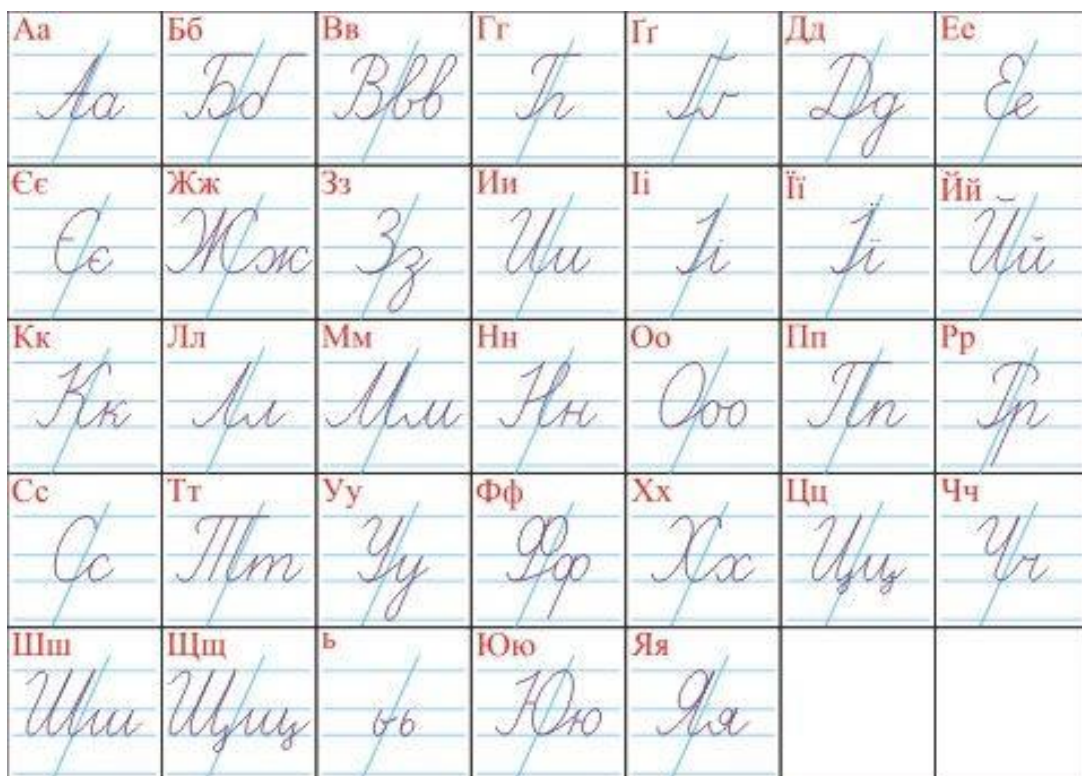 Аа Бб Вв Гг Ґґ Дд Ее
Аа Бб Ввв Гг Ґґ Дд Ее
Єє Жж Зз Ии Іі Її Йй
Єє Жж Зз Ии Іі Її Йй
Кк Лл Мм Нн Оо Пп Рр
Кк Лл Мм Нн Ооо Пп Рр
Сс Тт Уу Фф Хх Цц Чч
Сс Тт Уу Фф Хх Цц Чч
Шш Щщ ь Юю Яя
Шш Щщ ьь Юю Яя